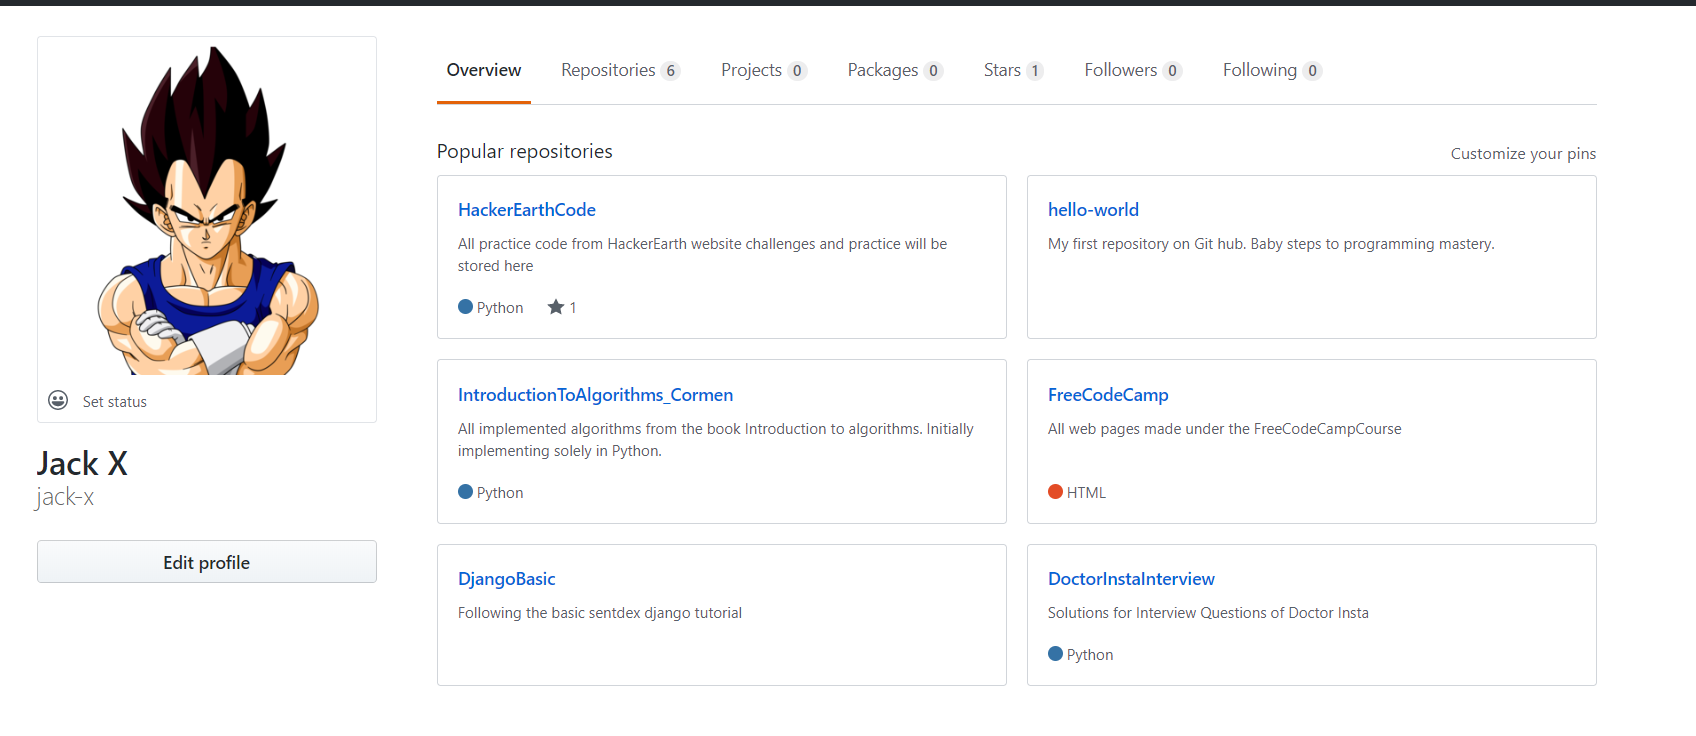 Overview Repositories 6 Projects 0 Packages 0 Stars 1 Followers 0 Following 0
Popular repositories
Customize your pins
HackerEarthCode
All practice code from HackerEarth website challenges and practice will be
stored here
Python 1
hello-world
My first repository on Git hub. Baby steps to programming mastery.
IntroductionToAlgorithms_Cormen
All implemented algorithms from the book Introduction to algorithms. Initially
implementing solely in Python.
Python
FreeCodeCamp
All web pages made under the FreeCodeCampCourse
HTML
DjangoBasic
Following the basic sentdex django tutorial
DoctorInstaInterview
Solutions for Interview Questions of Doctor Insta
Python
Set status
Jack X
jack-x
Edit profile